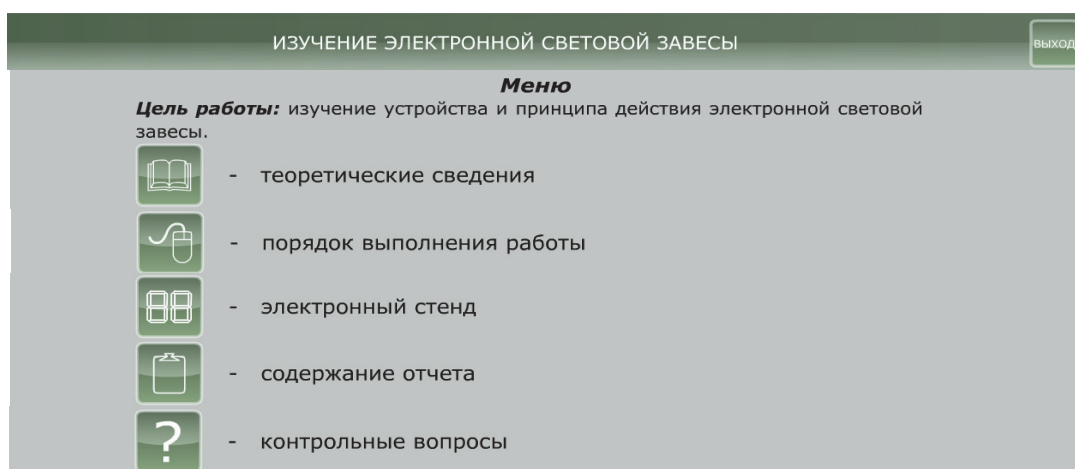 ИЗУЧЕНИЕ ЭЛЕКТРОННОЙ СВЕТОВОЙ ЗАВЕСЫ
ВЫХОД
Меню
Цель работы: изучение устройства и принципа действия электронной световой
завесы.
- теоретические сведения
- порядок выполнения работы
88 - электронный стенд
- содержание отчета
? - контрольные вопросы